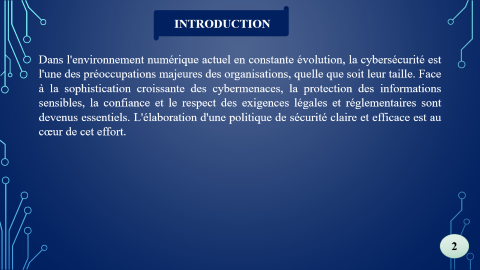 INTRODUCTION
Dans l'environnement numérique actuel en constante évolution, la cybersécurité est
l'une des préoccupations majeures des organisations, quelle que soit leur taille. Face
à la sophistication croissante des cybermenaces, la protection des informations
sensibles, la confiance et le respect des exigences légales et réglementaires sont
devenus essentiels. L'élaboration d'une politique de sécurité claire et efficace est au
cœur de cet effort.
2